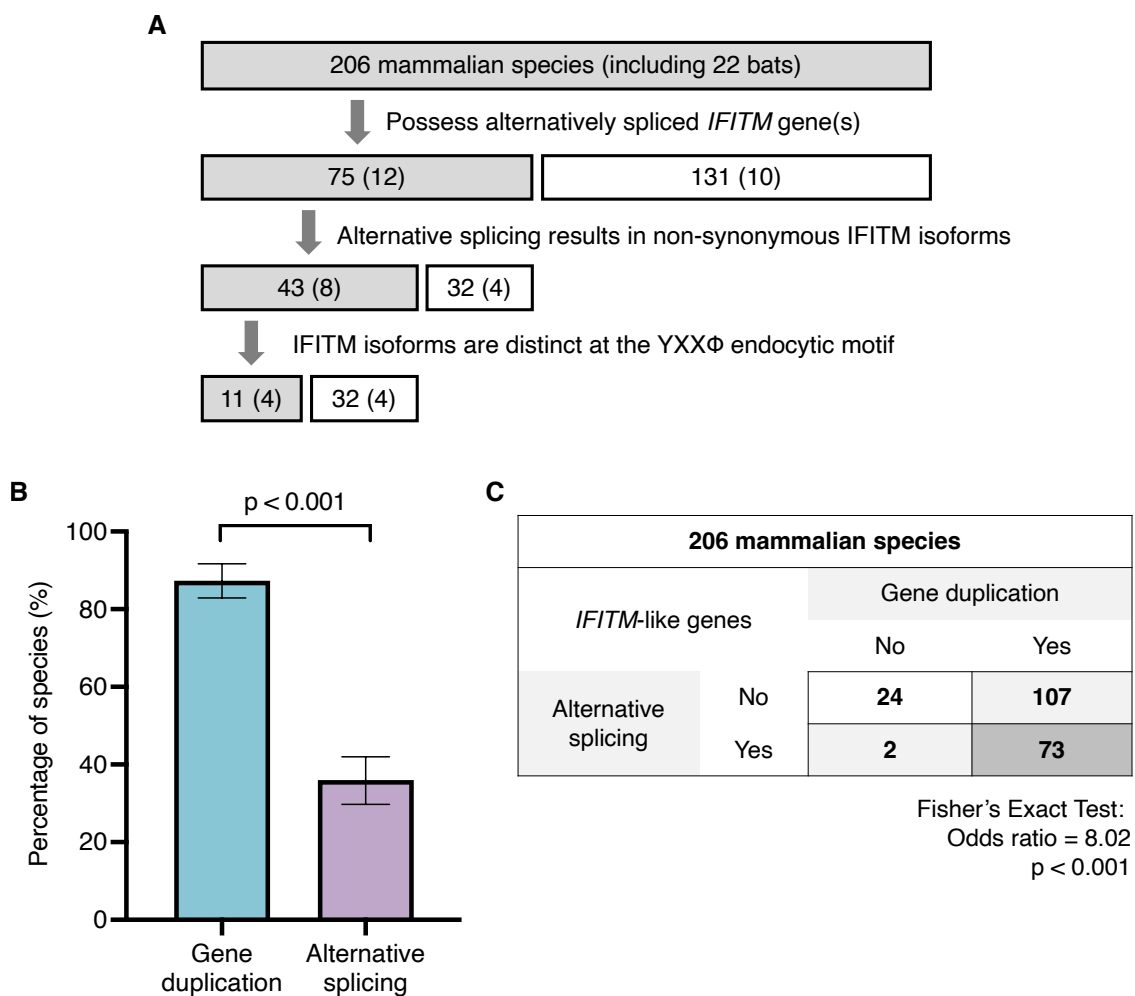 A
206 mammalian species (including 22 bats)
Possess alternatively spliced IFITM gene(s)
75 (12)
131 (10)
Alternative splicing results in non-synonymous IFITM isoforms
43 (8)
32 (4)
IFITM isoforms are distinct at the YXXΦ endocytic motif
11 (4)
32 (4)
B
p < 0.001
Percentage of species (%)
100
80
60
40
20
0
Gene
duplication
Alternative
splicing
C
206 mammalian species
IFITM-like genes
Gene duplication
No
Yes
Alternative
splicing
No
24
107
Yes
2
73
Fisher’s Exact Test:
Odds ratio = 8.02
p < 0.001